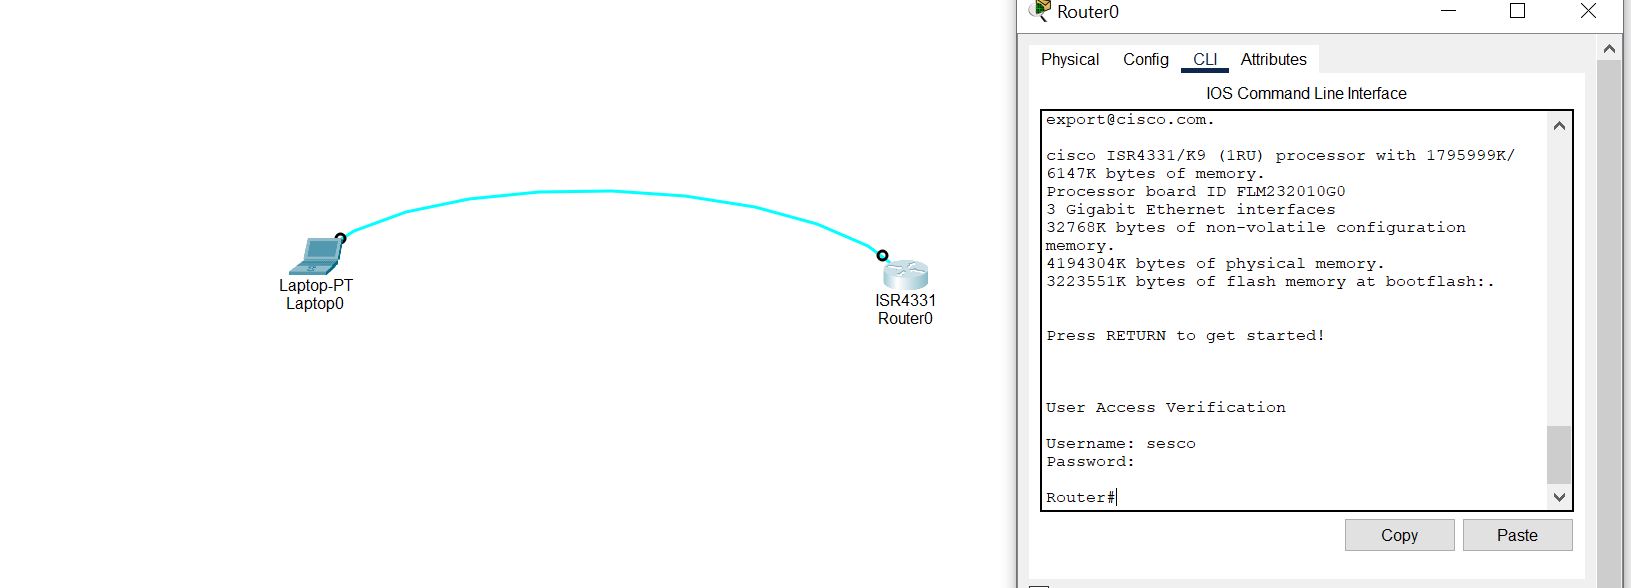 Router0
Physical Config CLI Attributes
IOS Command Line Interface
export@cisco.com.
cisco ISR4331/K9 (1RU) processor with 1795999K/
6147K bytes of memory.
Processor board ID FLM232010G0
3 Gigabit Ethernet interfaces
32768K bytes of non-volatile configuration
memory.
4194304K bytes of physical memory.
3223551K bytes of flash memory at bootflash:.
Press RETURN to get started!
User Access Verification
Username: sesco
Password:
Router#
Copy Paste
Laptop-PT
Laptop0
ISR4331
Router0